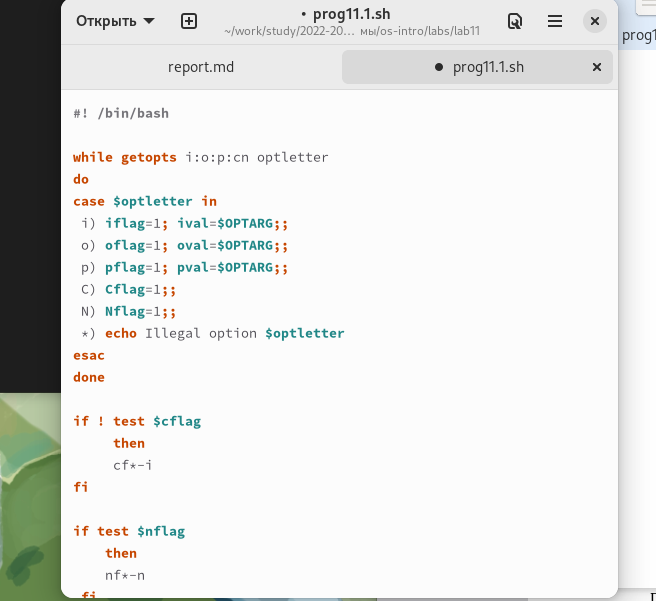 Открыть
• prog11.1.sh
~/work/study/2022-20… мы/os-intro/labs/lab11
prog1
report.md
● prog11.1.sh
#! /bin/bash
while getopts i:o:p:cn optletter
do
case $optletter in
i) iflag=1; ival=$OPTARG;;
o) oflag=1; oval=$OPTARG;;
p) pflag=1; pval=$OPTARG;;
C) Cflag=1;;
N) Nflag=1;;
*) echo Illegal option $optletter
esac
done
if ! test $cflag
then
cf*-i
fi
if test $nflag
then
nf*-n
fi